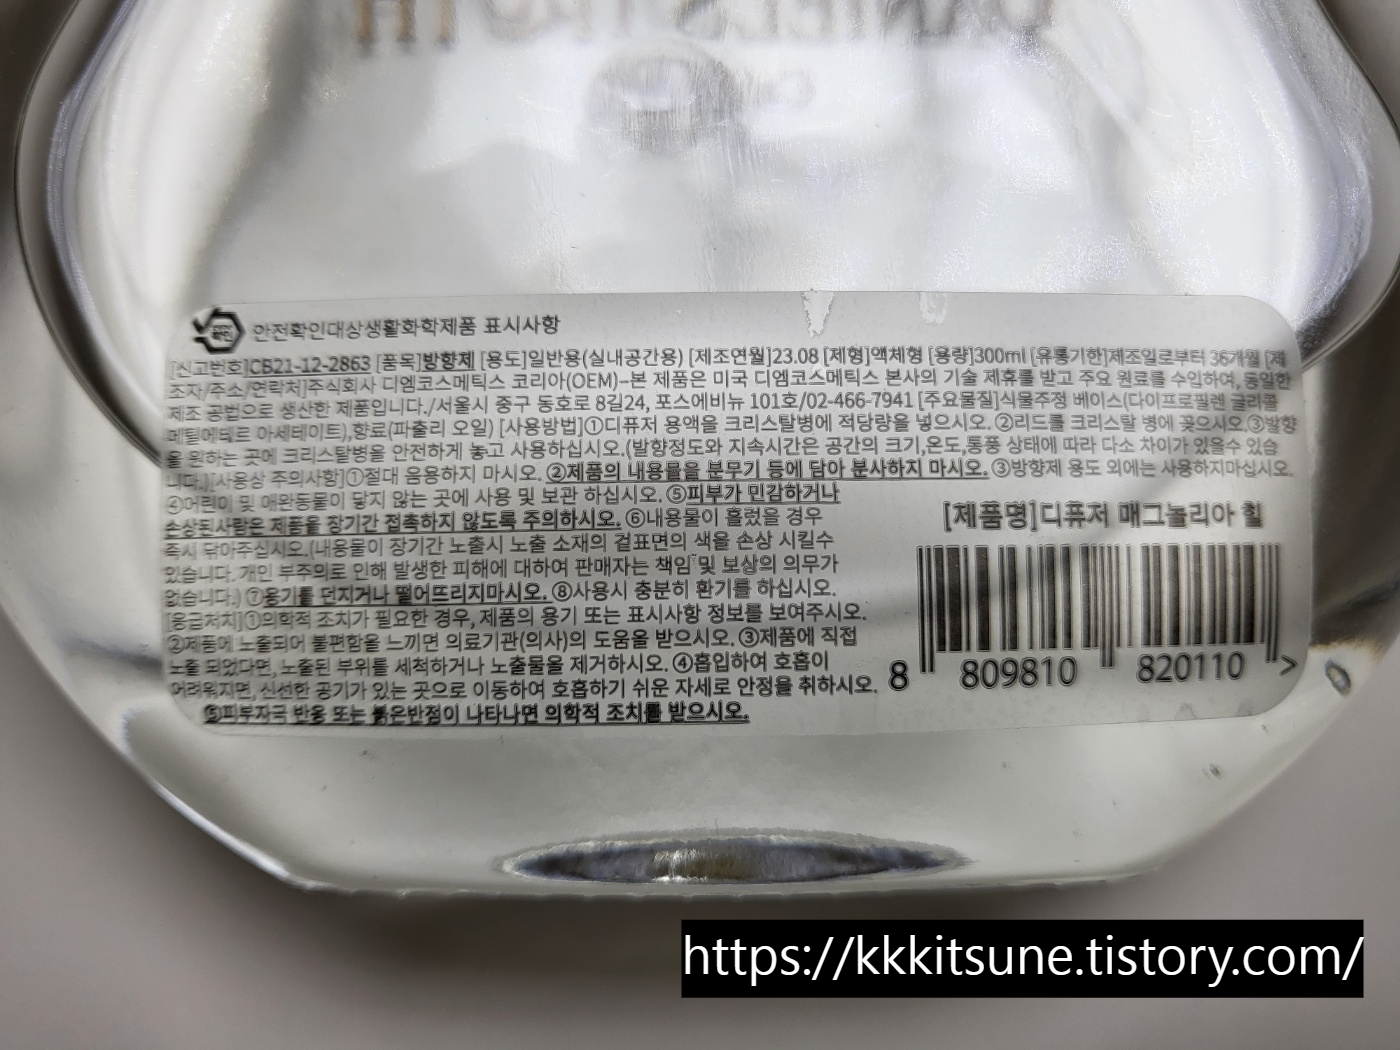 안전확인대상생활화학제품 표시사항
[신고번호]CB21-12-2863 [품목]방향제 [용도]일반용(실내공간용) [제조연월]23.08 [제형]액체형 [용량]300ml [유통기한]제조일로부터 36개월 [제
조자/주소/연락처]주식회사 디엠코스메틱스 코리아(OEM)-본 제품은 미국 디엠코스메틱스 본사의 기술 제휴를 받고 주요 원료를 수입하여, 동일한
제조 공법으로 생산한 제품입니다./서울시 중구 동호로 8길24, 포스에비뉴 101호/02-466-7941 [주요물질]식물주정 베이스(다이프로필렌 글리콜
메틸에테르 아세테이트),향료(파출리 오일) [사용방법]①디퓨저 용액을 크리스탈병에 적당량을 넣으시오. ②리드를 크리스탈 병에 꽂으시오.③방향
을 원하는 곳에 크리스탈병을 안전하게 놓고 사용하십시오.(발향정도와 지속시간은 공간의 크기,온도,통풍 상태에 따라 다소 차이가 있을수 있습
니다.)[사용상 주의사항]①절대 음용하지 마시오. ②제품의 내용물을 분무기 등에 담아 분사하지 마시오. ③방향제 용도 외에는 사용하지마십시오.
④어린이 및 애완동물이 닿지 않는 곳에 사용 및 보관 하십시오. ⑤피부가 민감하거나
손상된사람은 제품을 장기간 접촉하지 않도록 주의하시오. ⑥내용물이 흘렀을 경우
즉시 닦아주십시오.(내용물이 장기간 노출시 노출 소재의 겉표면의 색을 손상 시킬수
있습니다. 개인 부주의로 인해 발생한 피해에 대하여 판매자는 책임 및 보상의 의무가
없습니다.) ⑦용기를 던지거나 떨어뜨리지마시오. ⑧사용시 충분히 환기를 하십시오.
[응급처치]①의학적 조치가 필요한 경우, 제품의 용기 또는 표시사항 정보를 보여주시오.
②제품에 노출되어 불편함을 느끼면 의료기관(의사)의 도움을 받으시오. ③제품에 직접
노출 되었다면, 노출된 부위를 세척하거나 노출물을 제거하시오. ④흡입하여 호흡이
어려워지면, 신선한 공기가 있는 곳으로 이동하여 호흡하기 쉬운 자세로 안정을 취하시오.
⑤피부자극 반응 또는 붉은반점이 나타나면 의학적 조치를 받으시오.
[제품명]디퓨저 매그놀리아 힐
8 809810 820110 >
https://kkkitsune.tistory.com/